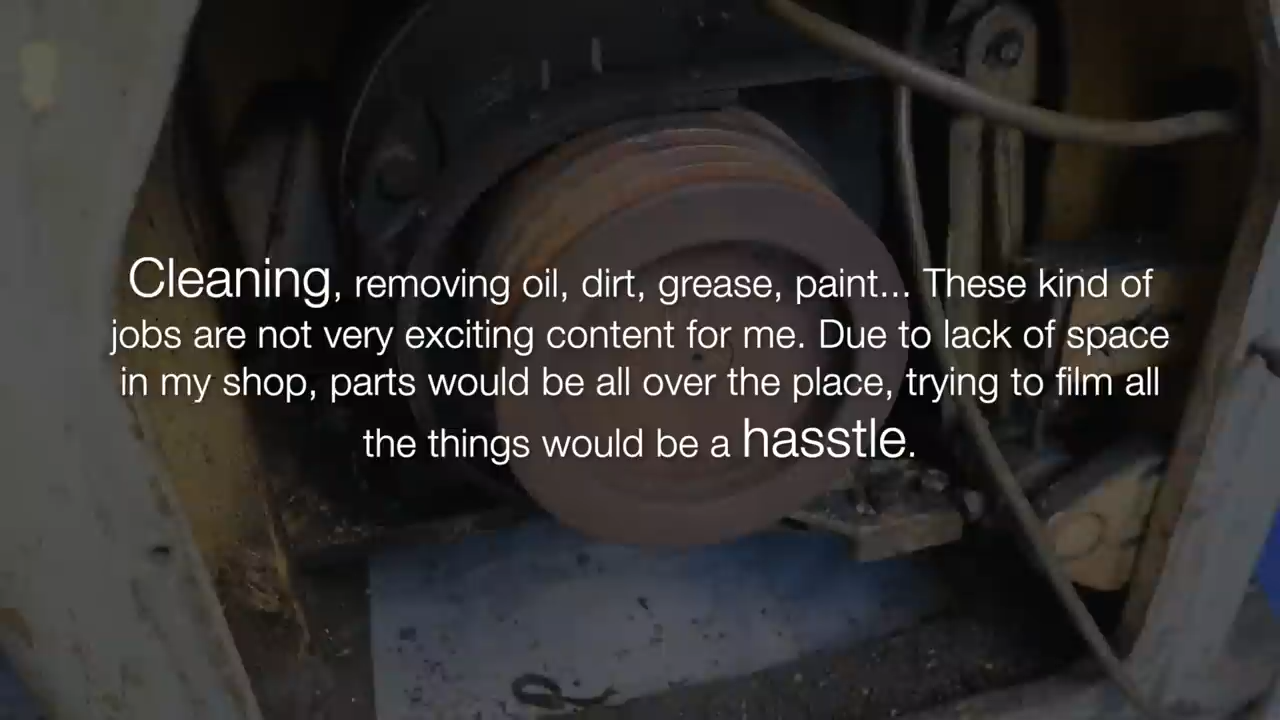 Cleaning, removing oil, dirt, grease, paint... These kind of
jobs are not very exciting content for me. Due to lack of space
in my shop, parts would be all over the place, trying to film all
the things would be a hasstle.